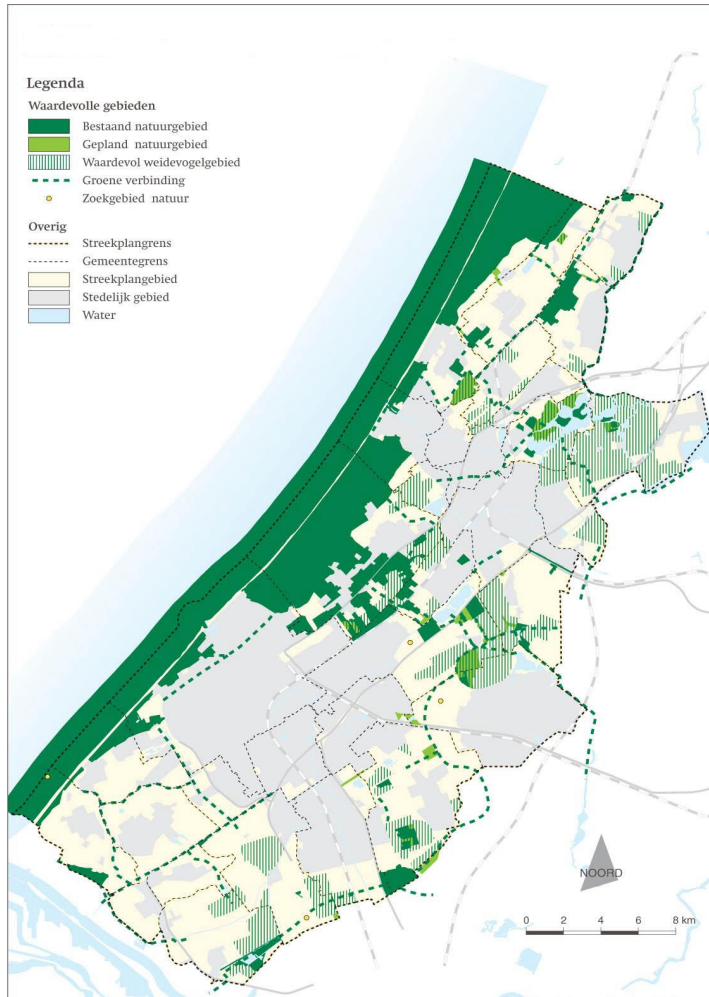 Legenda
Waardevolle gebieden
Bestaand natuurgebied
Gepland natuurgebied
Waardevol weidevogelgebied
Groene verbinding
Zoekgebied natuur
Overig
Streekplangrens
Gemeentegrens
Streekplangebied
Stedelijk gebied
Water
NOORD
0 2 4 6 8 km